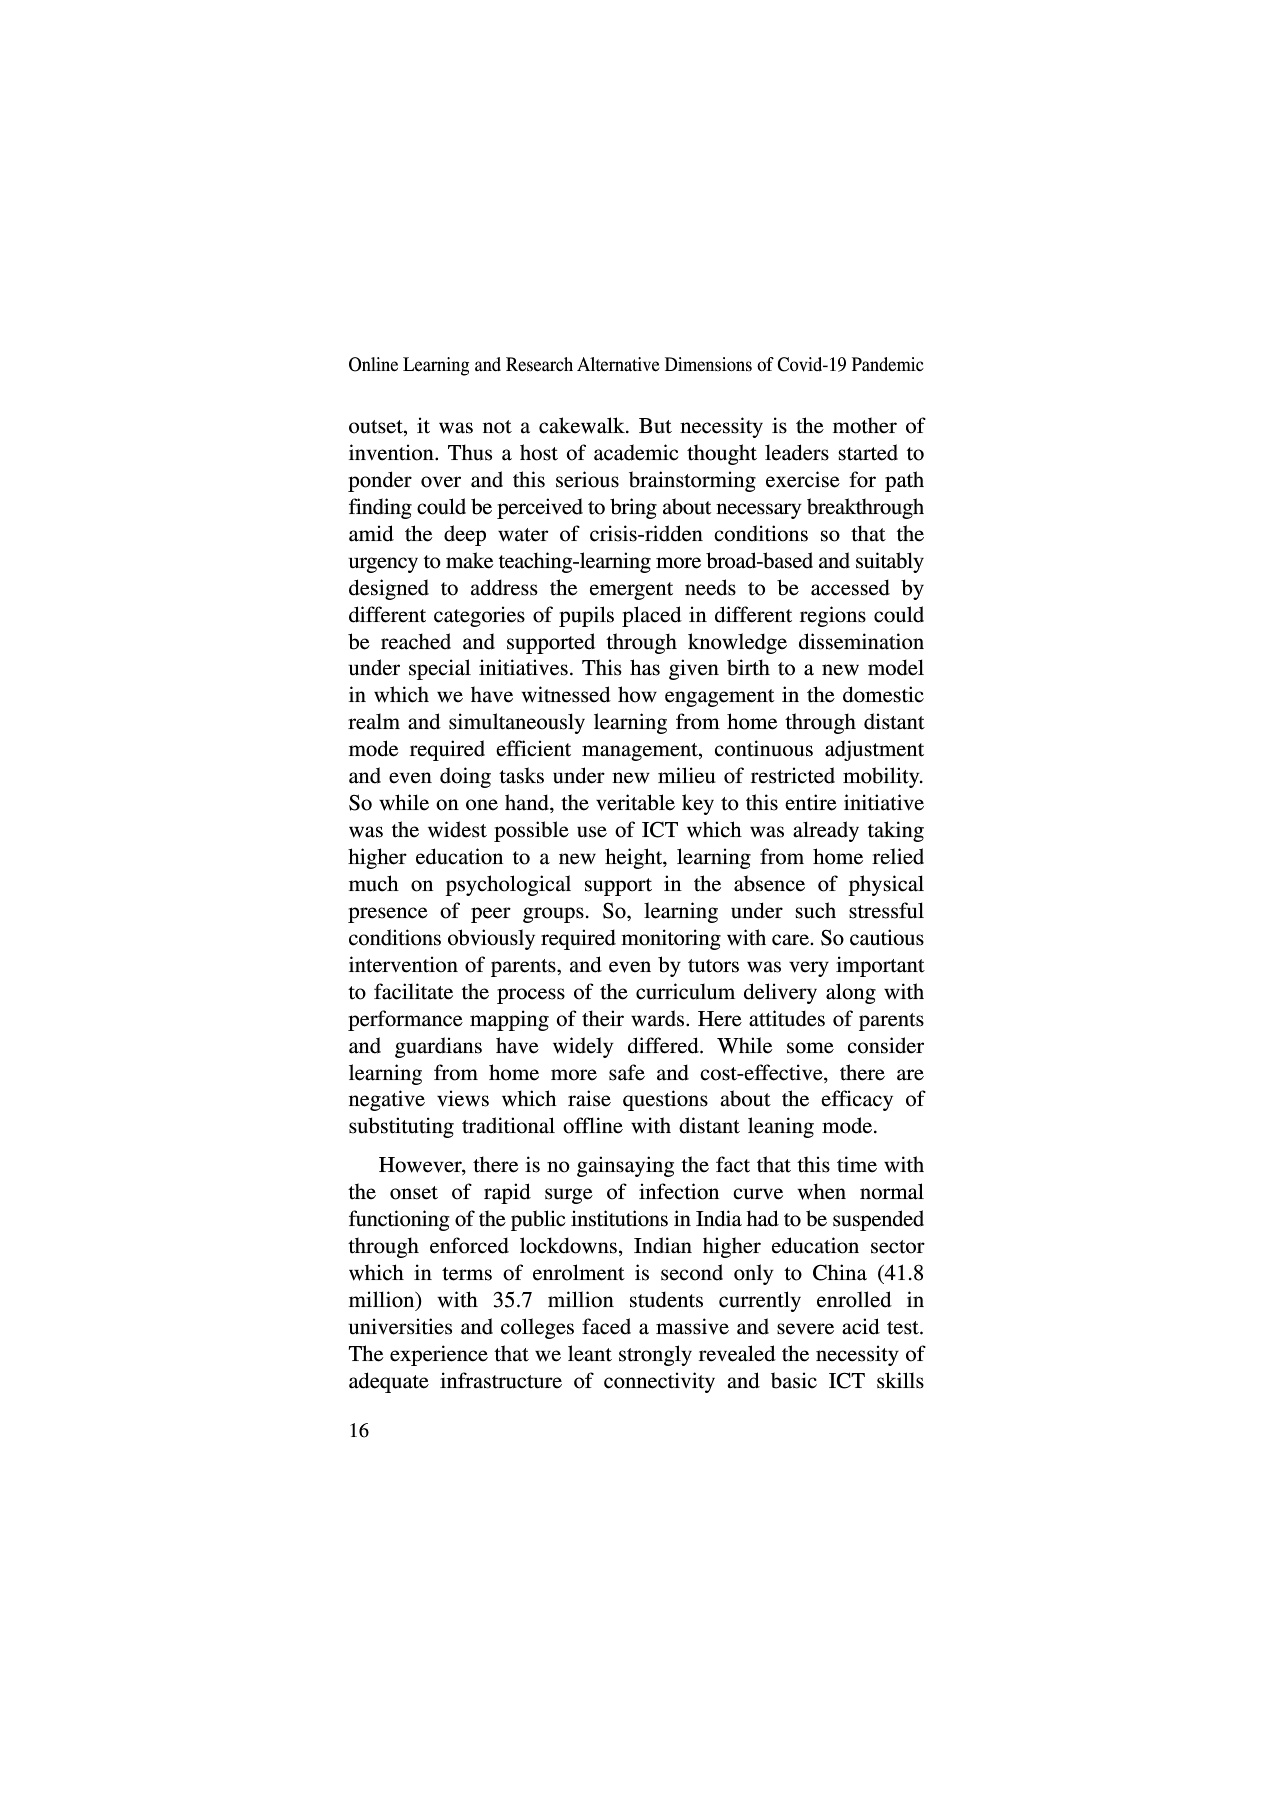 Online Learning and Research Alternative Dimensions of Covid-19 Pandemic
outset, it was not a cakewalk. But necessity is the mother of
invention. Thus a host of academic thought leaders started to
ponder over and this serious brainstorming exercise for path
finding could be perceived to bring about necessary breakthrough
amid the deep water of crisis-ridden conditions so that the
urgency to make teaching-learning more broad-based and suitably
designed to address the emergent needs to be accessed by
different categories of pupils placed in different regions could
be reached and supported through knowledge dissemination
under special initiatives. This has given birth to a new model
in which we have witnessed how engagement in the domestic
realm and simultaneously learning from home through distant
mode required efficient management, continuous adjustment
and even doing tasks under new milieu of restricted mobility.
So while on one hand, the veritable key to this entire initiative
was the widest possible use of ICT which was already taking
higher education to a new height, learning from home relied
much on psychological support in the absence of physical
presence of peer groups. So, learning under such stressful
conditions obviously required monitoring with care. So cautious
intervention of parents, and even by tutors was very important
to facilitate the process of the curriculum delivery along with
performance mapping of their wards. Here attitudes of parents
and guardians have widely differed. While some consider
learning from home more safe and cost-effective, there are
negative views which raise questions about the efficacy of
substituting traditional offline with distant leaning mode.
However, there is no gainsaying the fact that this time with
the onset of rapid surge of infection curve when normal
functioning of the public institutions in India had to be suspended
through enforced lockdowns, Indian higher education sector
which in terms of enrolment is second only to China (41.8
million) with 35.7 million students currently enrolled in
universities and colleges faced a massive and severe acid test.
The experience that we leant strongly revealed the necessity of
adequate infrastructure of connectivity and basic ICT skills
16